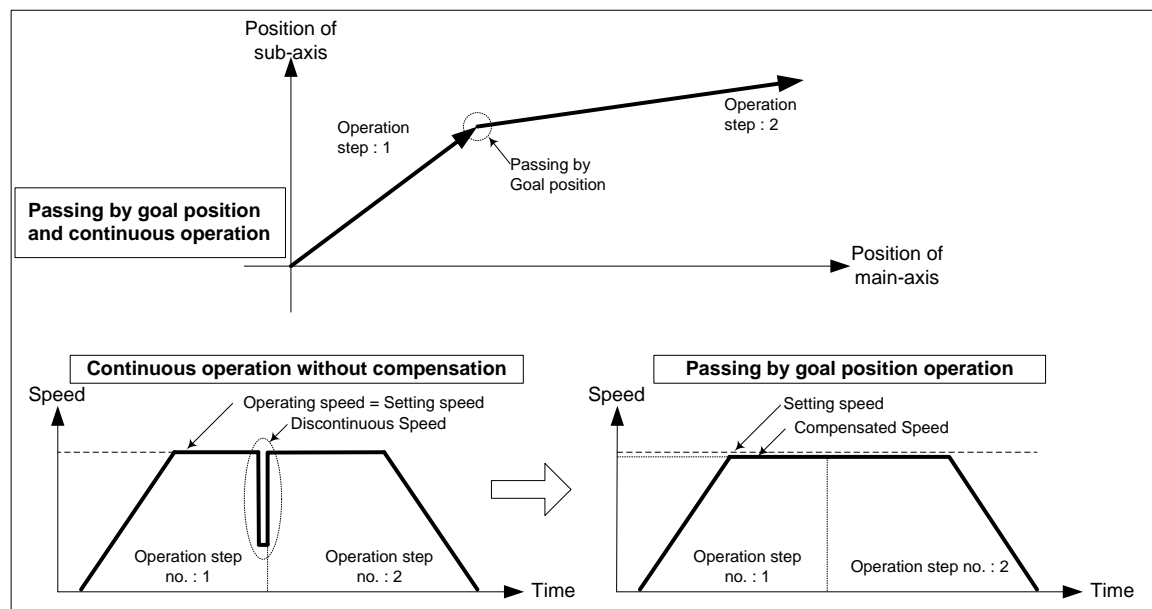 Position of
sub-axis
Operation
step : 1
Operation
step : 2
Passing by
Goal position
Passing by goal position
and continuous operation
Position of
main-axis
Continuous operation without compensation
Speed
Operating speed = Setting speed
Discontinuous Speed
Operation step
no. : 1
Operation step
no. : 2
Time
Passing by goal position operation
Speed
Setting speed
Compensated Speed
Operation step
no. : 1
Operation step no. : 2
Time